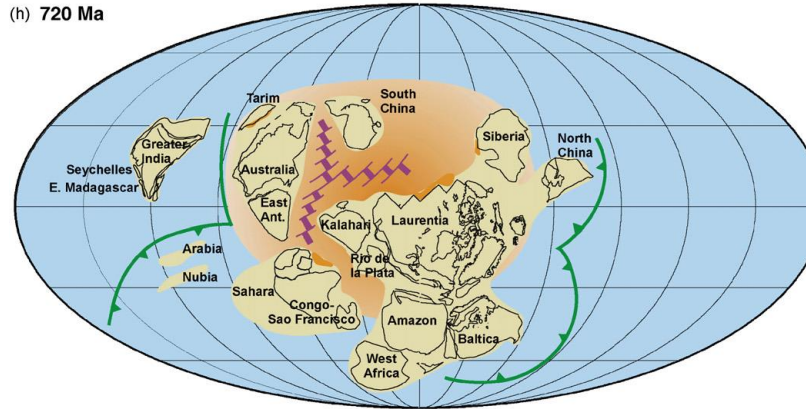 (h) 720 Ma
Tarim
South
China
Siberia
North
China
Greater
India
Seychelles
E. Madagascar
Australia
East
Ant.
Kalahari
Laurentia
Rio de
la Plata
Arabia
Nubia
Sahara
Congo-
Sao Francisco
Amazon
Baltica
West
Africa